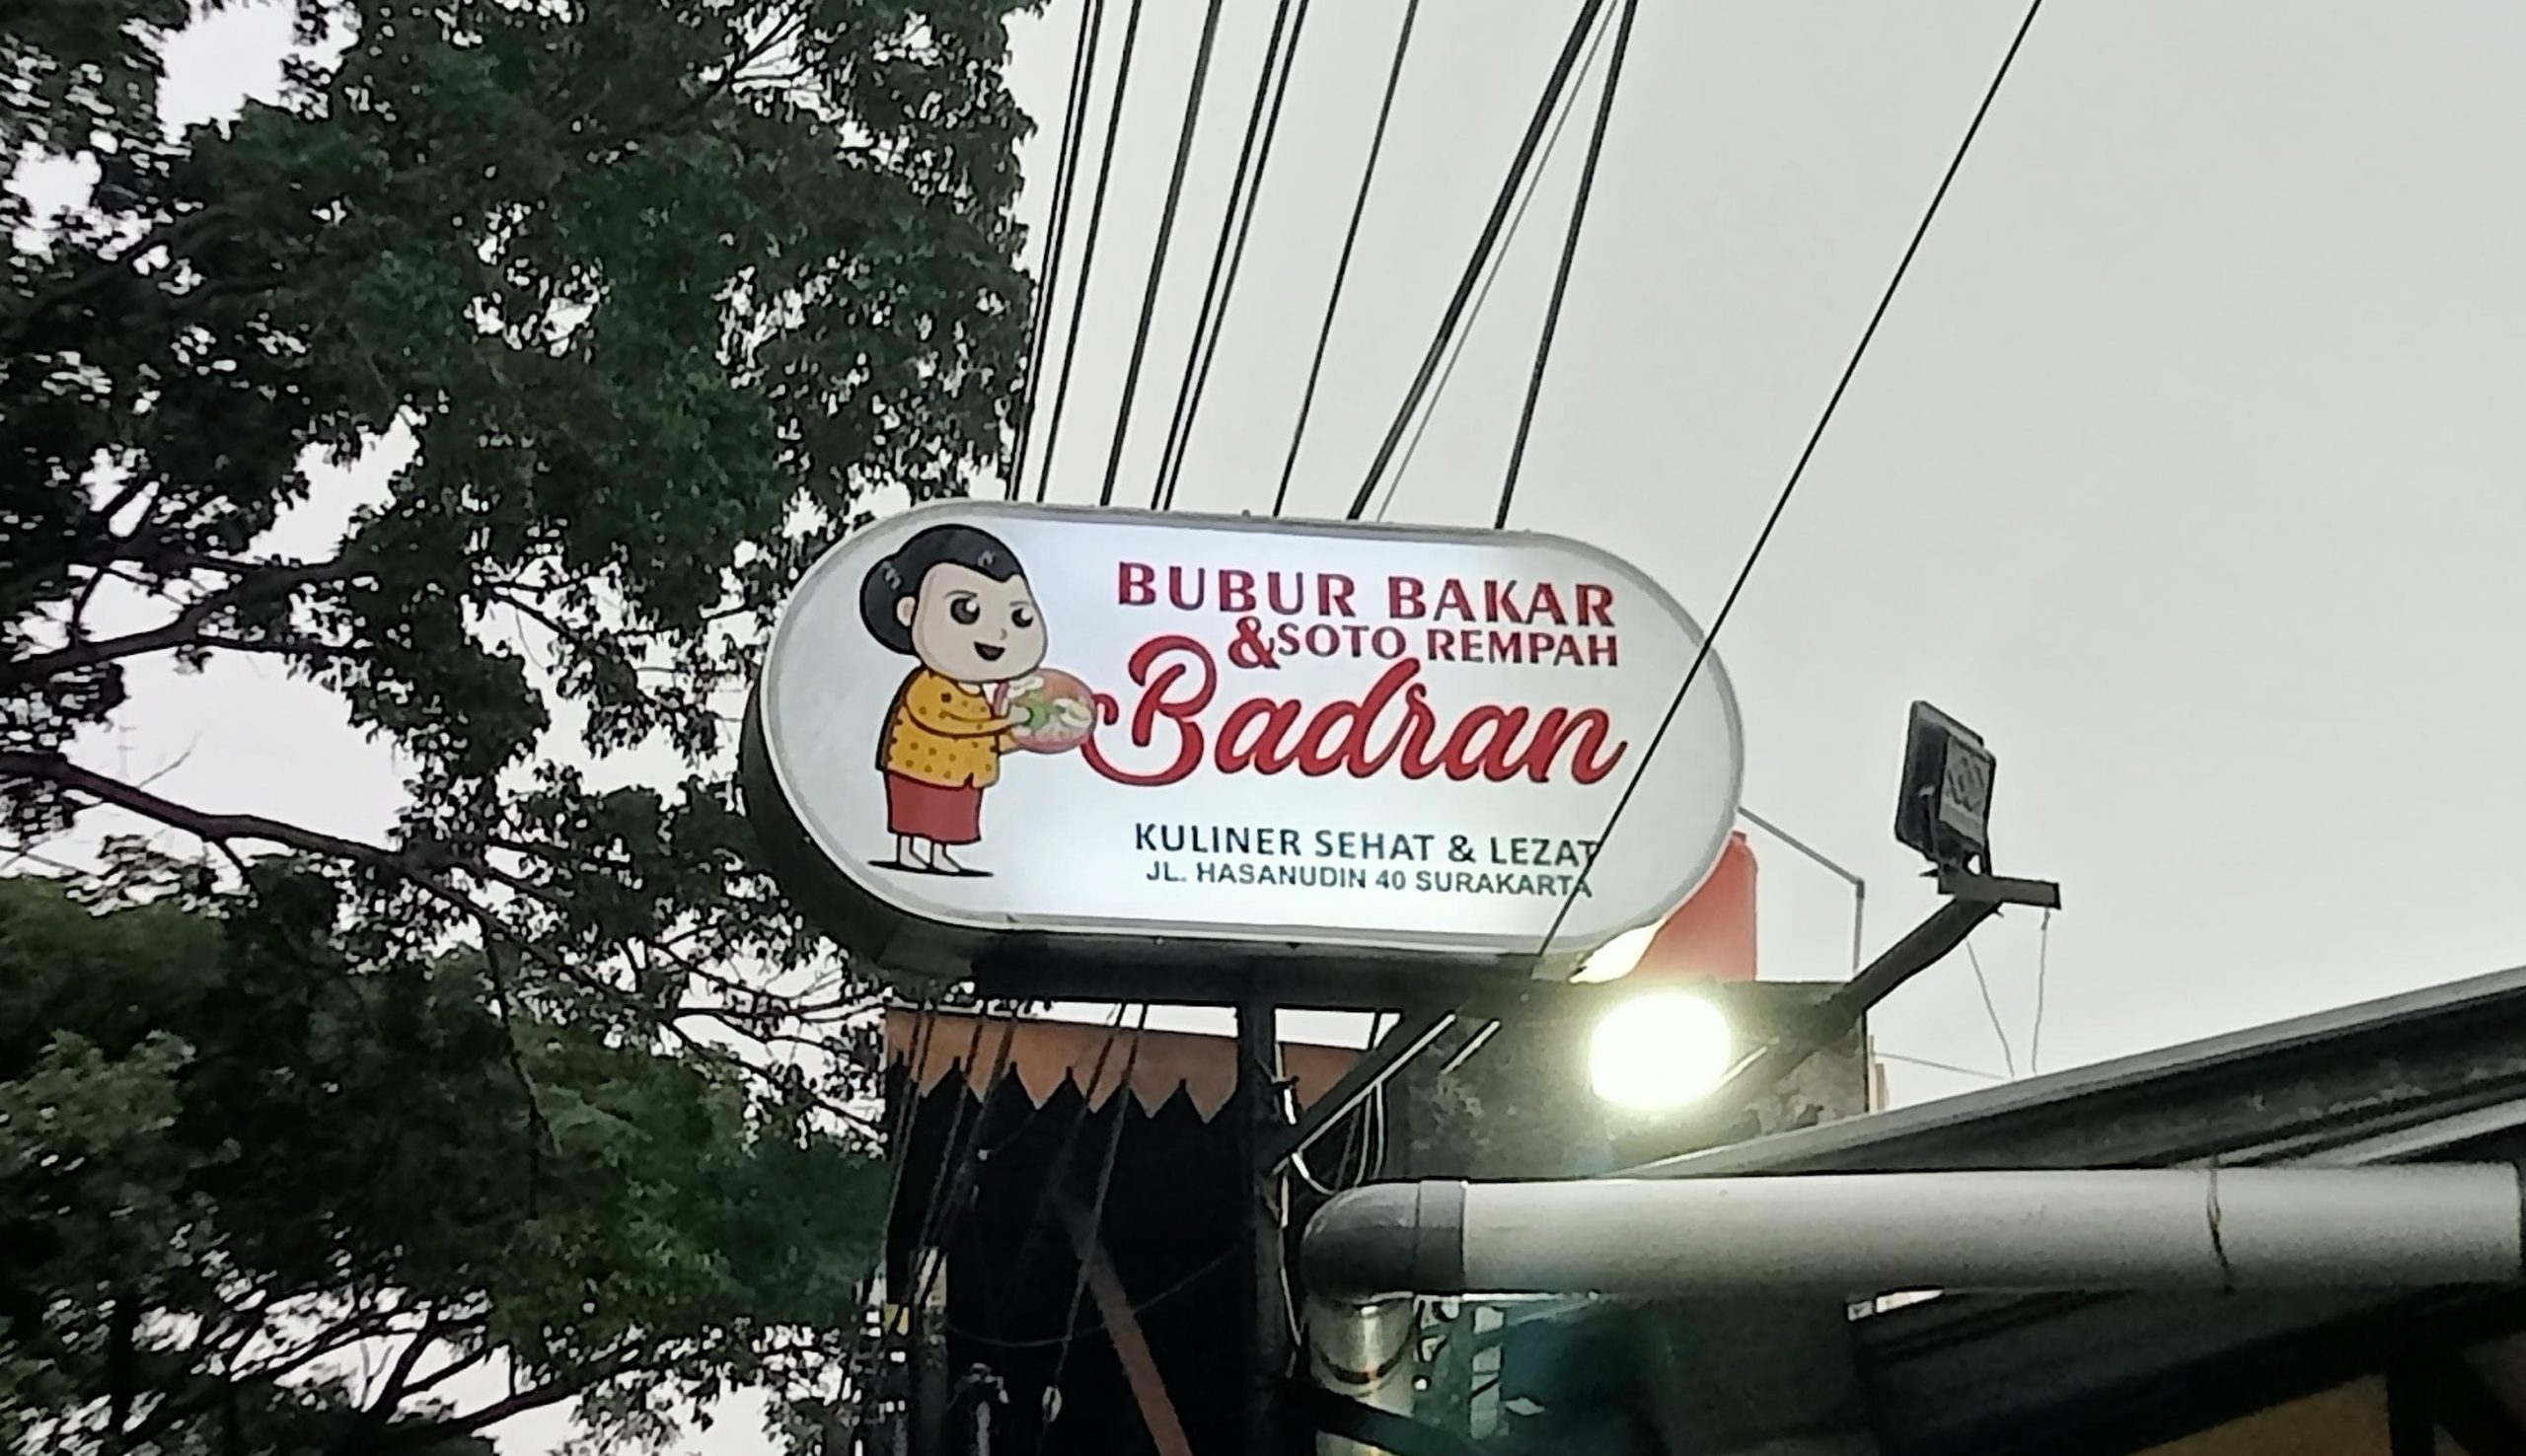 BUBUR BAKAR
&SOTO REMPAH
Badran
KULINER SEHAT & LEZAT
JL. HASANUDIN 40 SURAKARTA